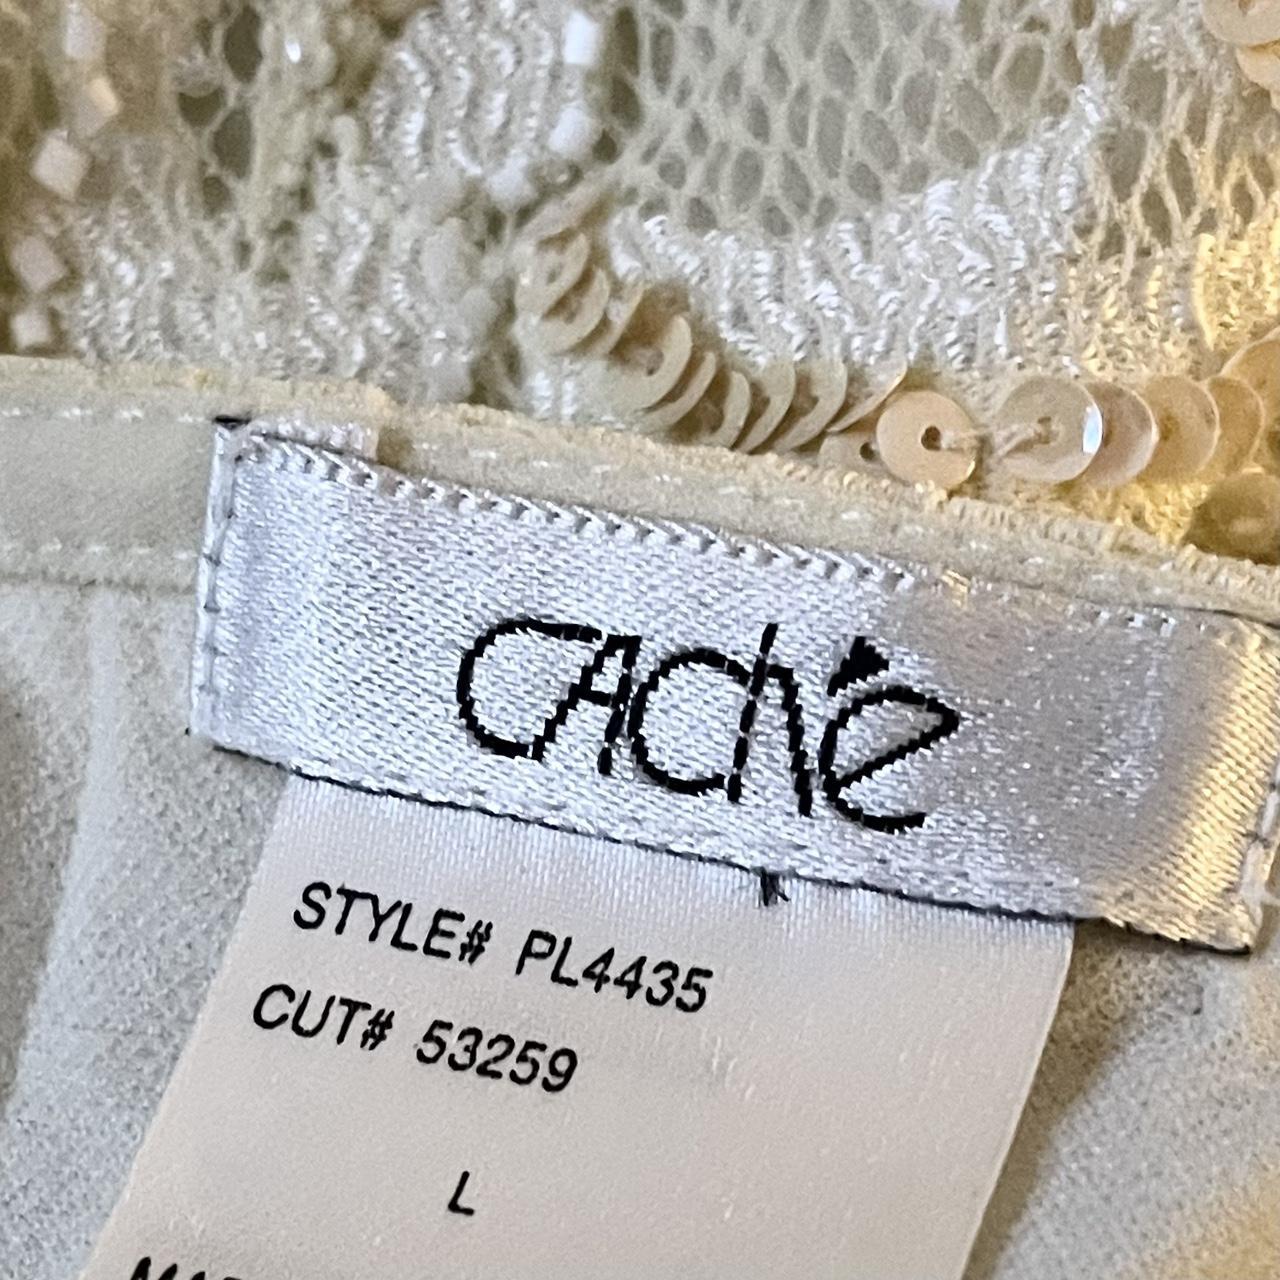 CAChé
STYLE# PL4435
CUT# 53259
L